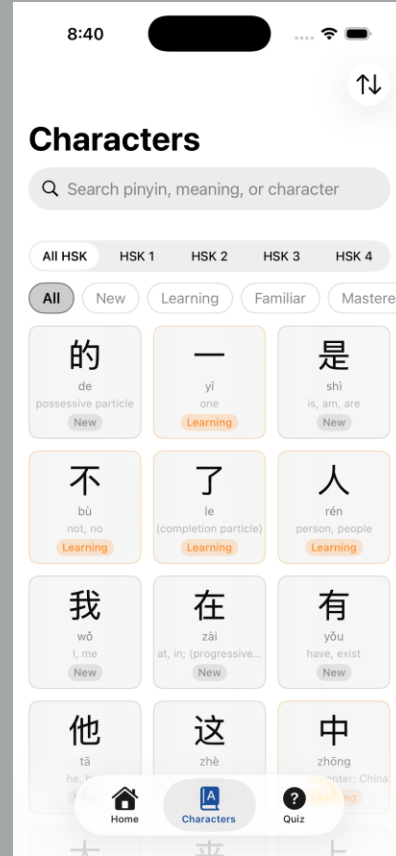 8:40
Characters
Search pinyin, meaning, or character
All HSK HSK 1 HSK 2 HSK 3 HSK 4
All New Learning Familiar Mastere
的 一 是
de yī shì
possessive particle one is, am, are
New Learning New
不 了 人
bù le rén
not, no (completion particle) person, people
Learning Learning Learning
我 在 有
wǒ zài yǒu
I, me at, in; (progressive... have, exist
New New New
他 这 中
tā zhè zhōng
he, center; China
Home Characters Quiz